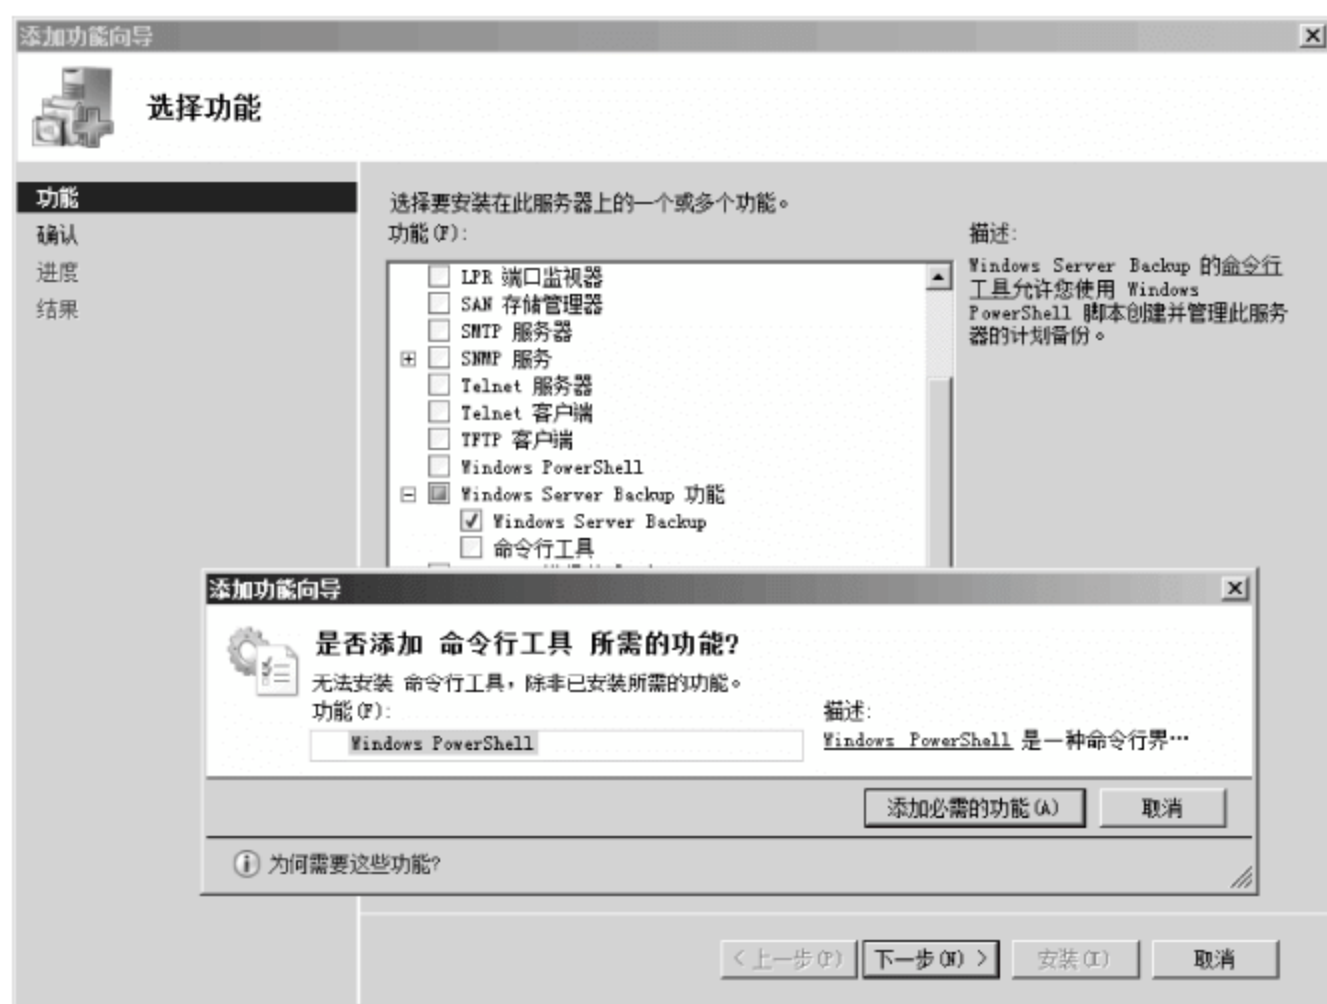 添加功能向导
选择功能
功能
确认
进度
结果
选择要安装在此服务器上的一个或多个功能。
功能(F):
LPR 端口监视器
SAN 存储管理器
SMTP 服务器
SNMP 服务
Telnet 服务器
Telnet 客户端
TFTP 客户端
Windows PowerShell
Windows Server Backup 功能
Windows Server Backup
命令行工具
描述:
Windows Server Backup 的命令行
工具允许您使用 Windows
PowerShell 脚本创建并管理此服务
器的计划备份。
添加功能向导
是否添加 命令行工具 所需的功能?
无法安装 命令行工具,除非已安装所需的功能。
功能(F):
Windows PowerShell
描述:
Windows PowerShell 是一种命令行界…
添加必需的功能(A)
取消
为何需要这些功能?
< 上一步(P)
下一步(N) >
安装(I)
取消